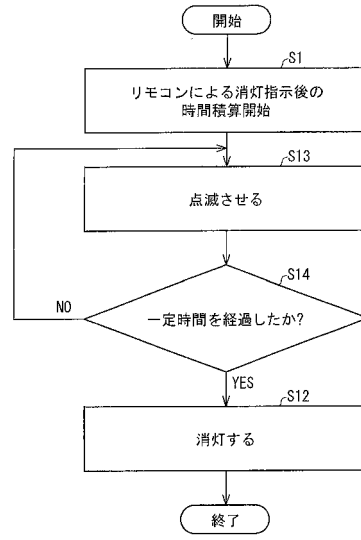 開始
S1
リモコンによる消灯指示後の
時間積算開始
S13
点滅させる
S14
一定時間を経過したか?
NO
YES
S12
消灯する
終了